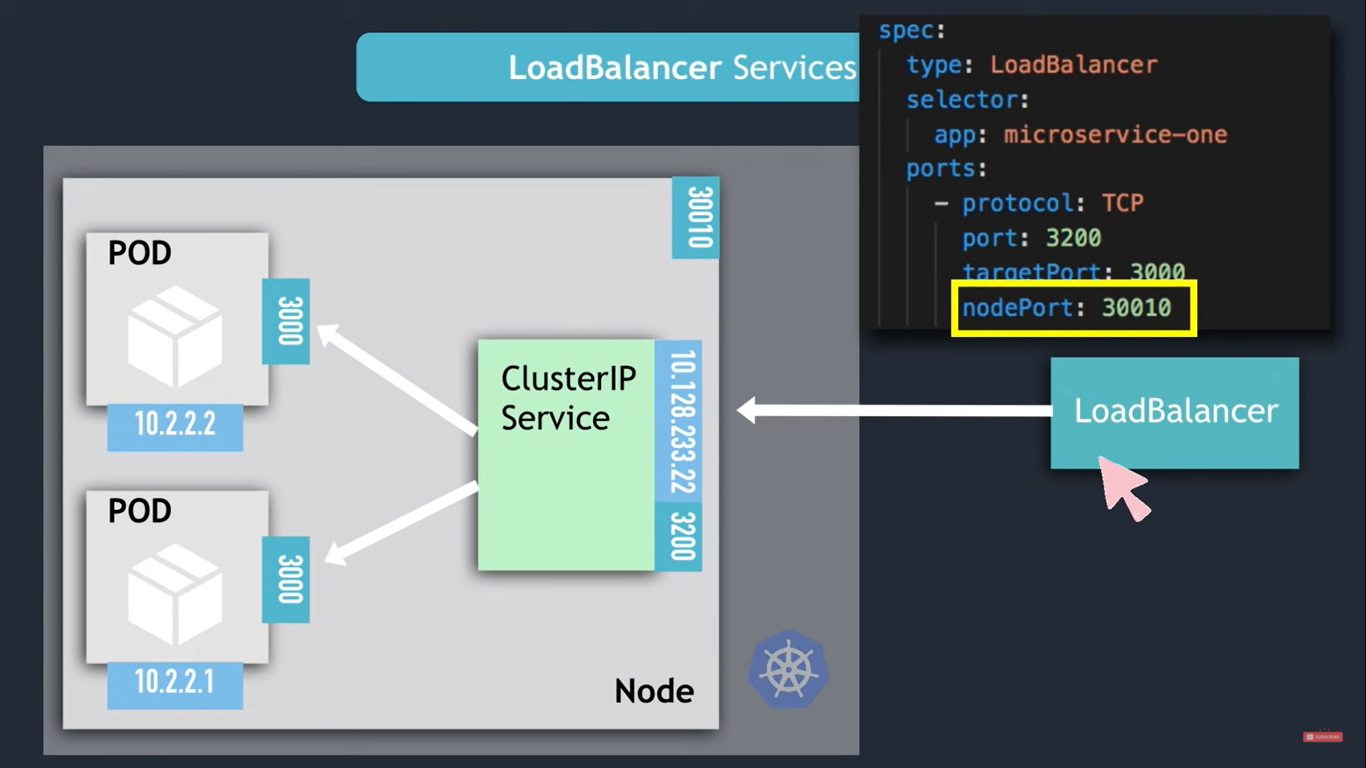 LoadBalancer Services
spec:
type: LoadBalancer
selector:
app: microservice-one
ports:
- protocol: TCP
port: 3200
targetPort: 3000
nodePort: 30010
30010
POD
3000
10.2.2.2
ClusterIP
Service
10.128.233.22
3200
LoadBalancer
POD
3000
10.2.2.1
Node
SUBSCRIBE